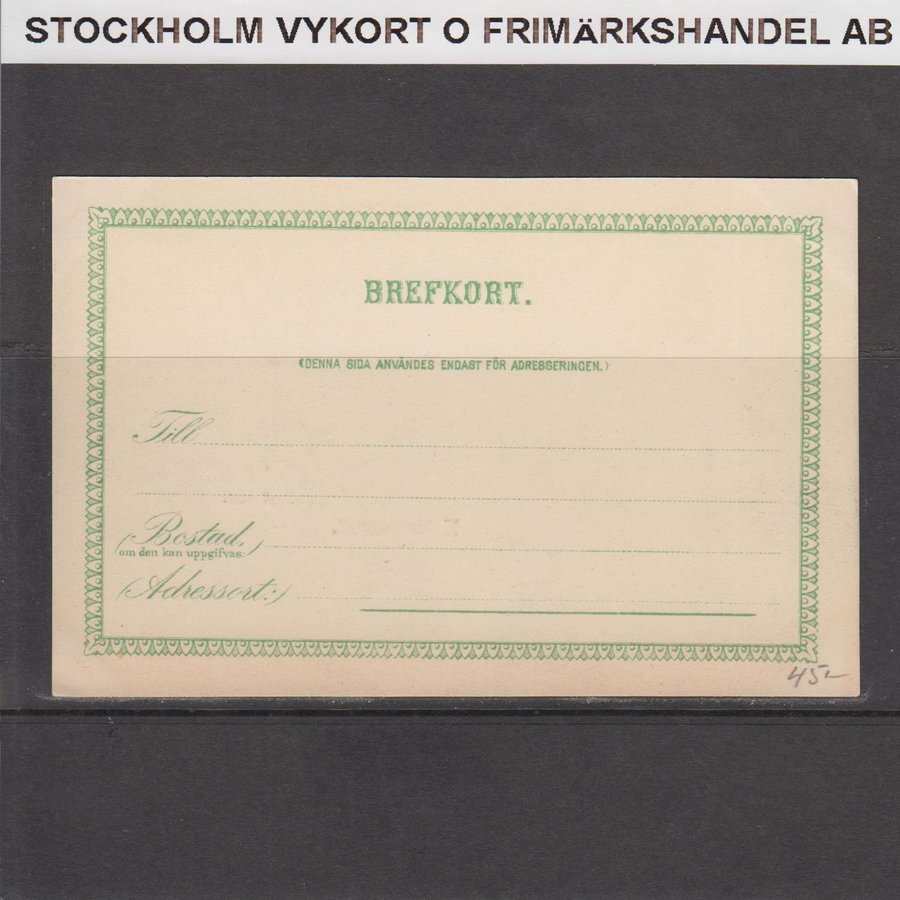 STOCKHOLM VYKORT O FRIMÄRKSHANDEL AB
BREFKORT.
(DENNA SIDA ANVÄNDES ENDAST FÖR ADRESSERINGEN.)
Till
(Bostad,)
om den kan uppgifvas.
(Adressort:)
45:-